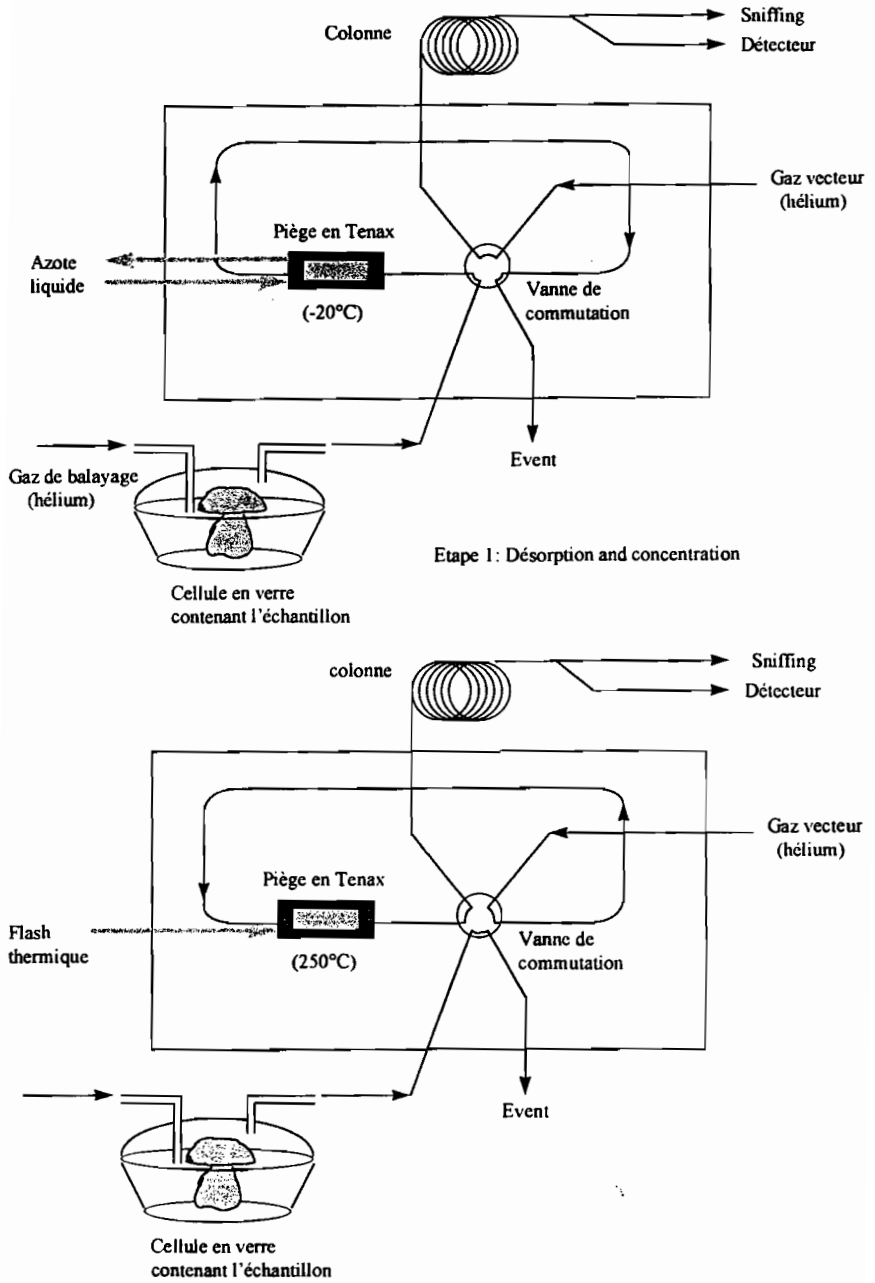 Colonne
Sniffing
Détecteur
Gaz vecteur
(hélium)
Piège en Tenax
Azote
liquide
(-20°C)
Vanne de
commutation
Gaz de balayage
(hélium)
Event
Etape 1: Désorption and concentration
Cellule en verre
contenant l'échantillon
colonne
Sniffing
Détecteur
Gaz vecteur
(hélium)
Piège en Tenax
Flash
thermique
(250°C)
Vanne de
commutation
Event
Cellule en verre
contenant l'échantillon